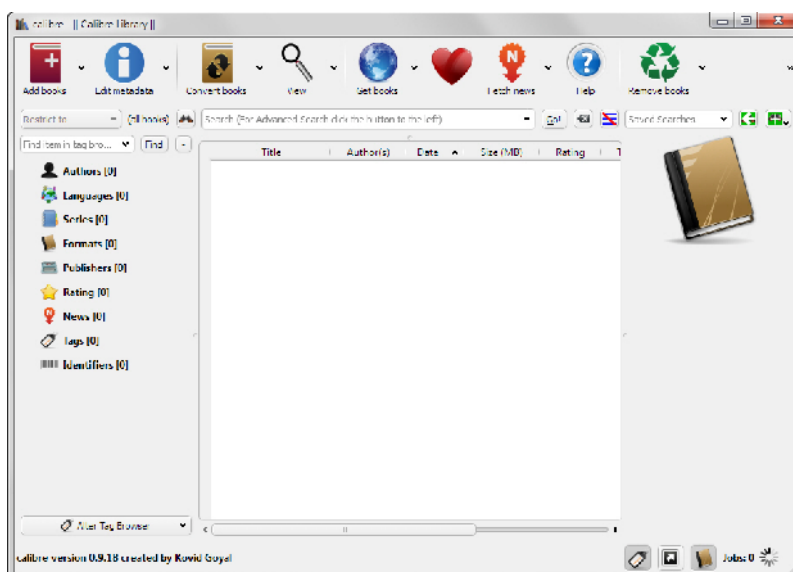 calibre - || Calibre Library ||
Add books
Edit metadata
Convert books
View
Get books
Fetch news
Help
Remove books
Restrict to
(all books)
Search (For Advanced Search click the button to the left)
Go!
Saved Searches
Find item in tag bro...
Find
Title
Author(s)
Date
Size (MB)
Rating
T
Authors [0]
Languages [0]
Series [0]
Formats [0]
Publishers [0]
Rating [0]
News [0]
Tags [0]
Identifiers [0]
Alter Tag Browser
calibre version 0.9.18 created by Kovid Goyal
Jobs: 0